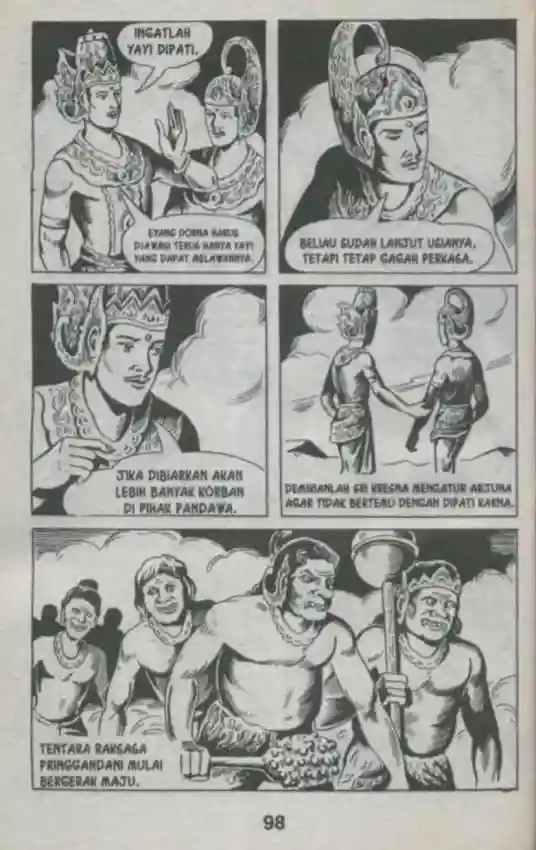 INGATLAH
YAYI DIPATI.
EYANG DORNA HARUS
DIAWASI TERUS HANYA YAYI
YANG DAPAT MELAWANNYA.
BELIAU SUDAH LANJUT USIANYA,
TETAPI TETAP GAGAH PERKASA.
JIKA DIBIARKAN AKAN
LEBIH BANYAK KORBAN
DI PIHAK PANDAWA.
DEMIKIANLAH SRI KRESNA MENGATUR ARJUNA
AGAR TIDAK BERTEMU DENGAN DIPATI KARNA.
TENTARA RAKSASA
PRINGGANDANI MULAI
BERGERAK MAJU.
98